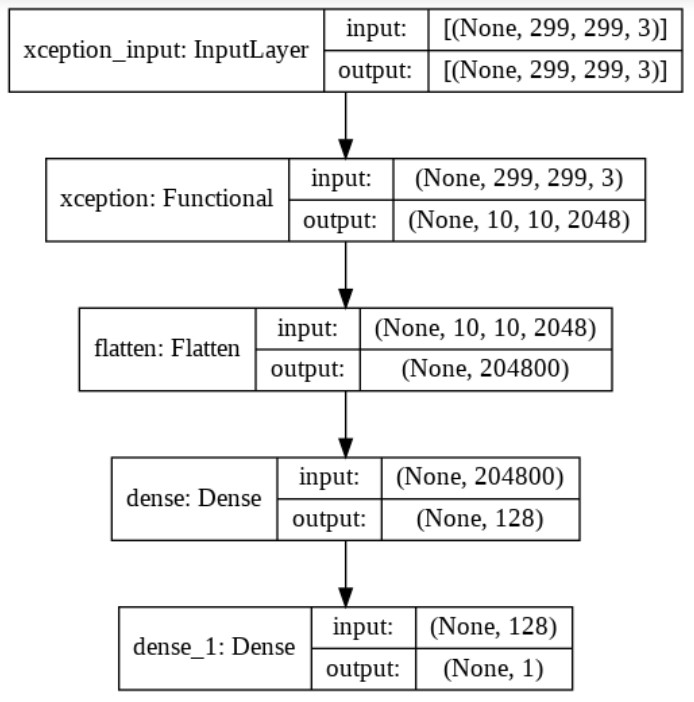 xception_input: InputLayer
input: [(None, 299, 299, 3)]
output: [(None, 299, 299, 3)]
xception: Functional
input: (None, 299, 299, 3)
output: (None, 10, 10, 2048)
flatten: Flatten
input: (None, 10, 10, 2048)
output: (None, 204800)
dense: Dense
input: (None, 204800)
output: (None, 128)
dense_1: Dense
input: (None, 128)
output: (None, 1)